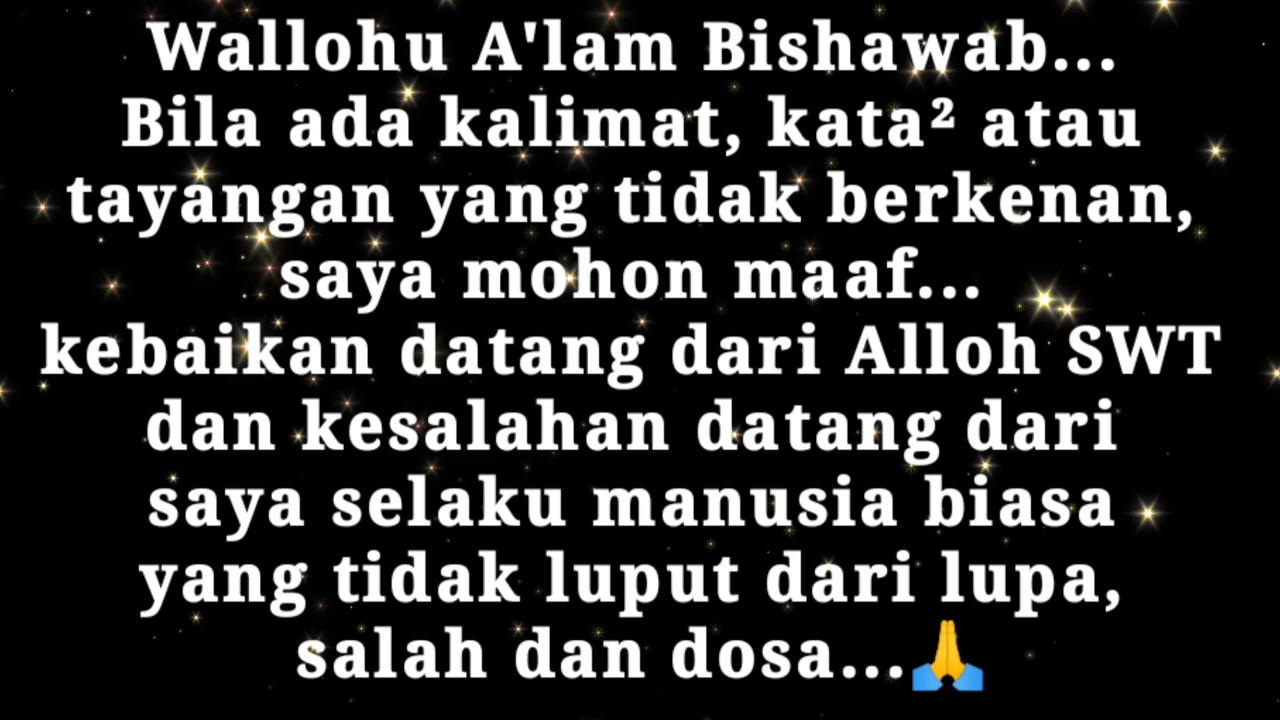 Wallohu A'lam Bishawab...
Bila ada kalimat, kata² atau
tayangan yang tidak berkenan,
saya mohon maaf...
kebaikan datang dari Alloh SWT
dan kesalahan datang dari
saya selaku manusia biasa
yang tidak luput dari lupa,
salah dan dosa...🙏